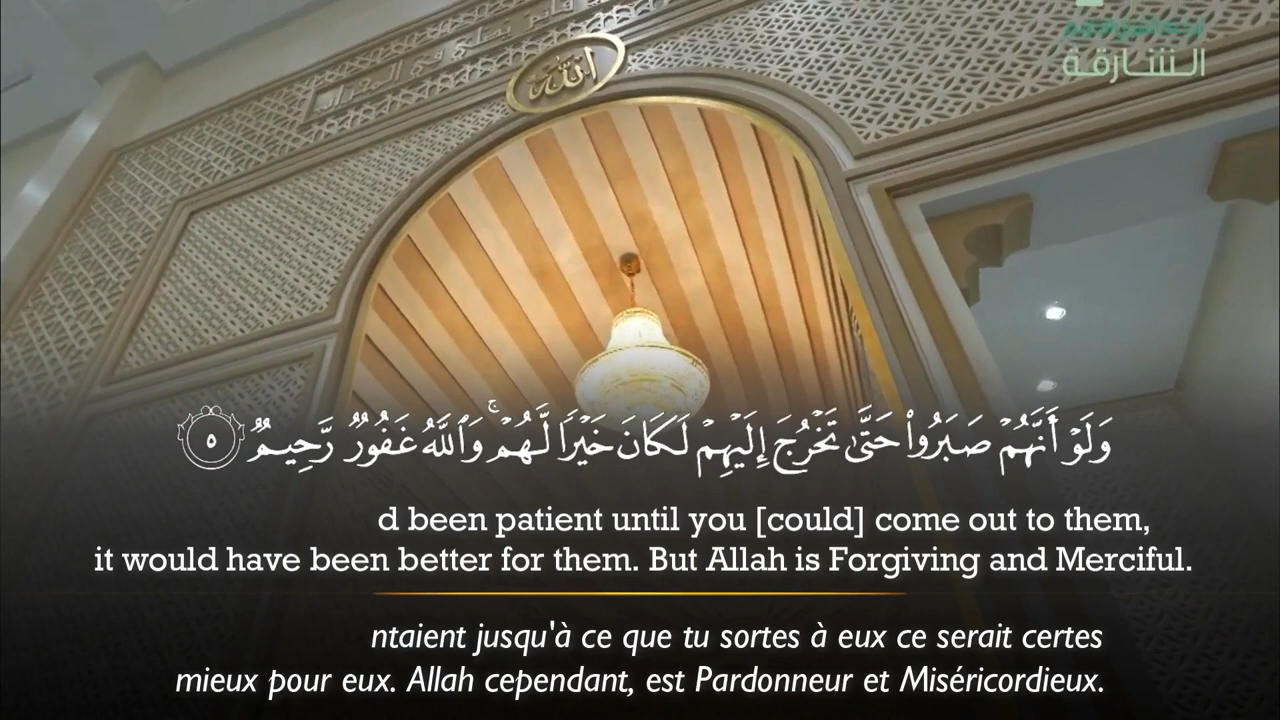 الله
الشارقة
وَلَوْ أَنَّهُمْ صَبَرُوا۟ حَتَّىٰ تَخْرُجَ إِلَيْهِمْ لَكَانَ خَيْرًا لَّهُمْ ۚ وَٱللَّهُ غَفُورٌ رَّحِيمٌ ٥
d been patient until you [could] come out to them,
it would have been better for them. But Allah is Forgiving and Merciful.
ntaient jusqu'à ce que tu sortes à eux ce serait certes
mieux pour eux. Allah cependant, est Pardonneur et Miséricordieux.